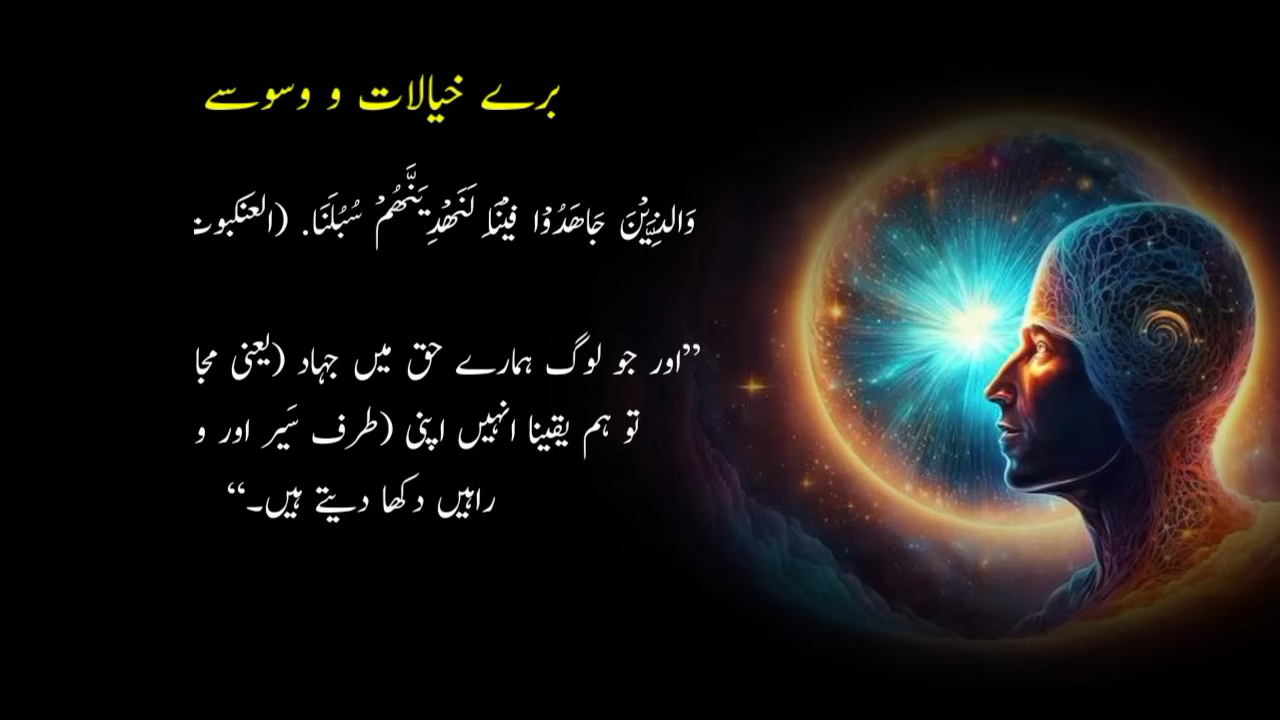 برے خیالات و وسوسے
وَالَّذِیْنَ جَاهَدُوْا فِیْنَا لَنَهْدِیَنَّهُمْ سُبُلَنَا. (العنکبوت
”اور جو لوگ ہمارے حق میں جہاد (یعنی مجا
تو ہم یقینا انہیں اپنی (طرف سَیر اور و
راہیں دکھا دیتے ہیں۔“